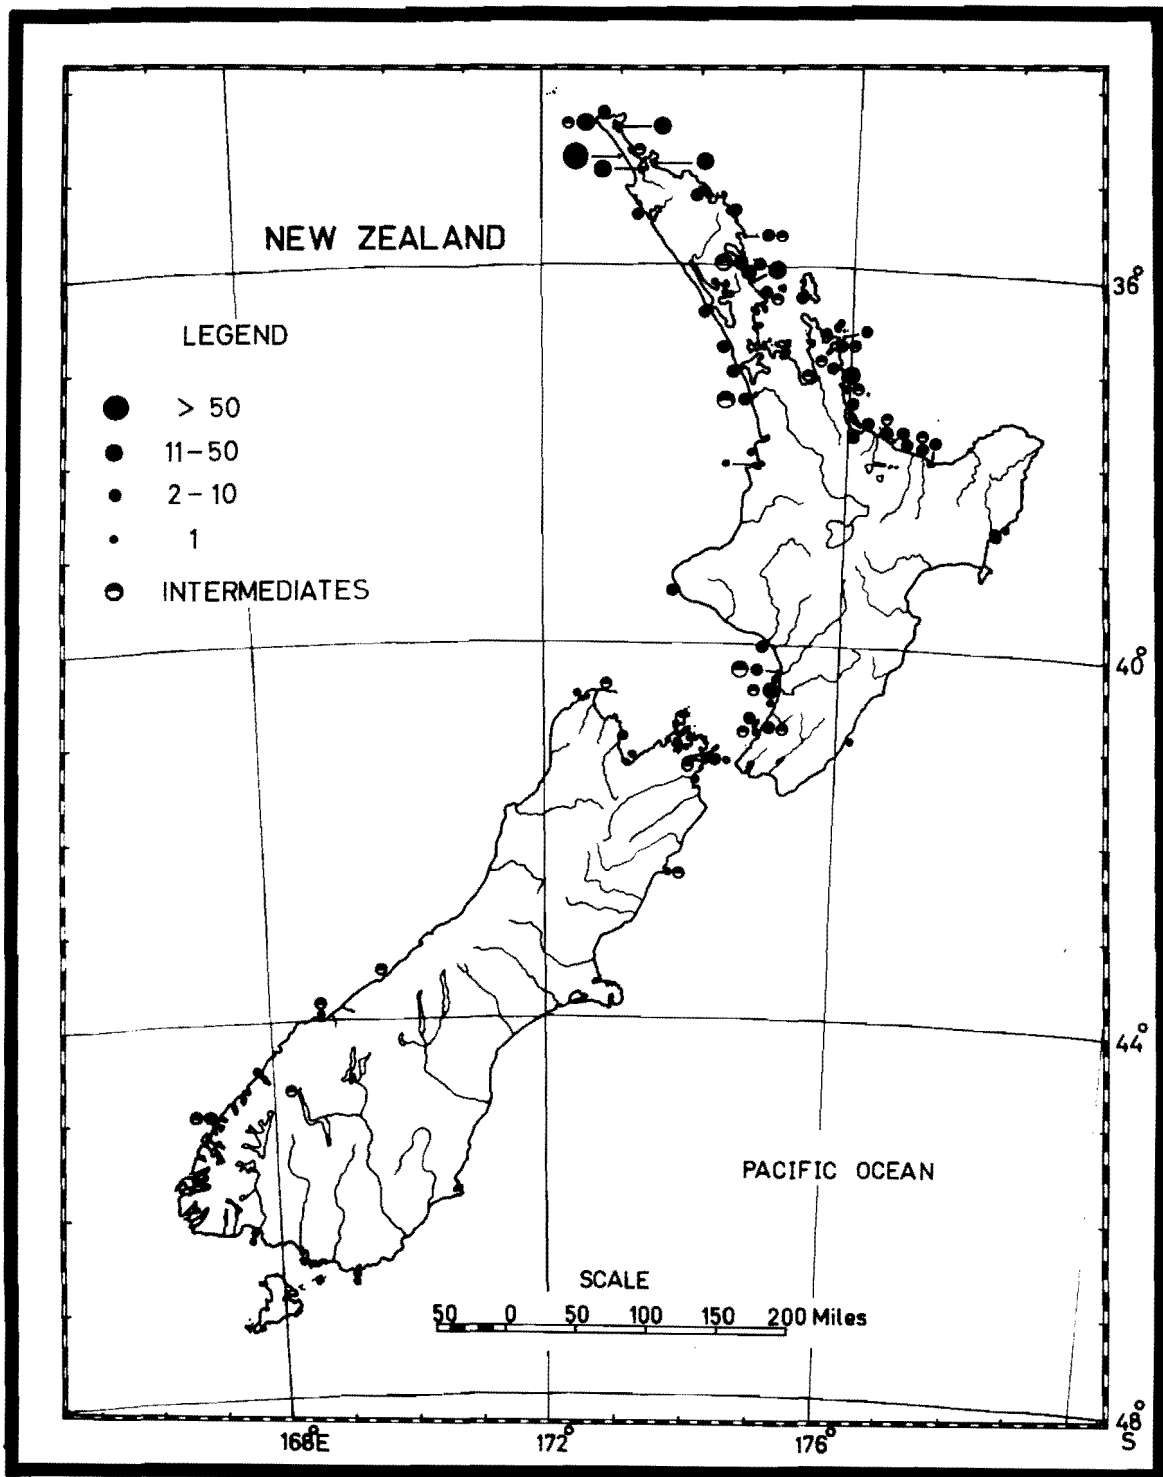 NEW ZEALAND
36°
LEGEND
> 50
11-50
2-10
1
INTERMEDIATES
40°
44°
PACIFIC OCEAN
SCALE
50 0 50 100 150 200 Miles
48°
168°E 172° 176° S